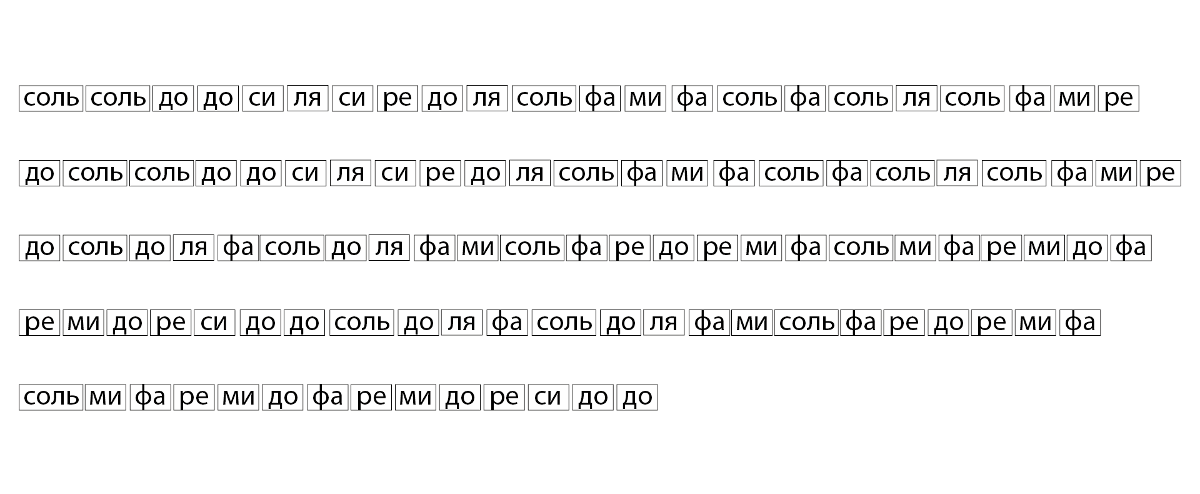 соль соль до до си ля си ре до ля соль фа ми фа соль фа соль ля соль фа ми ре
до соль соль до до си ля си ре до ля соль фа ми фа соль фа соль ля соль фа ми ре
до соль до ля фа соль до ля фа ми соль фа ре до ре ми фа соль ми фа ре ми до фа
ре ми до ре си до до соль до ля фа соль до ля фа ми соль фа ре до ре ми фа
соль ми фа ре ми до фа ре ми до ре си до до